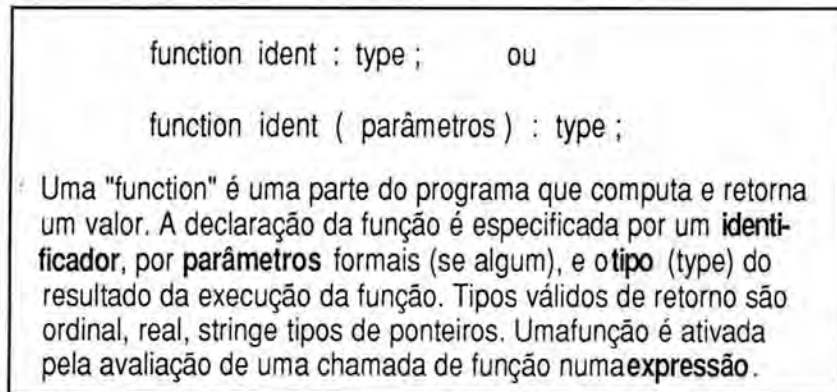 function ident : type ; ou
function ident ( parâmetros ) : type ;
Uma "function" é uma parte do programa que computa e retorna
um valor. A declaração da função é especificada por um identi-
ficador, por parâmetros formais (se algum), e otipo (type) do
resultado da execução da função. Tipos válidos de retorno são
ordinal, real, stringe tipos de ponteiros. Umafunção é ativada
pela avaliação de uma chamada de função numaexpressão.